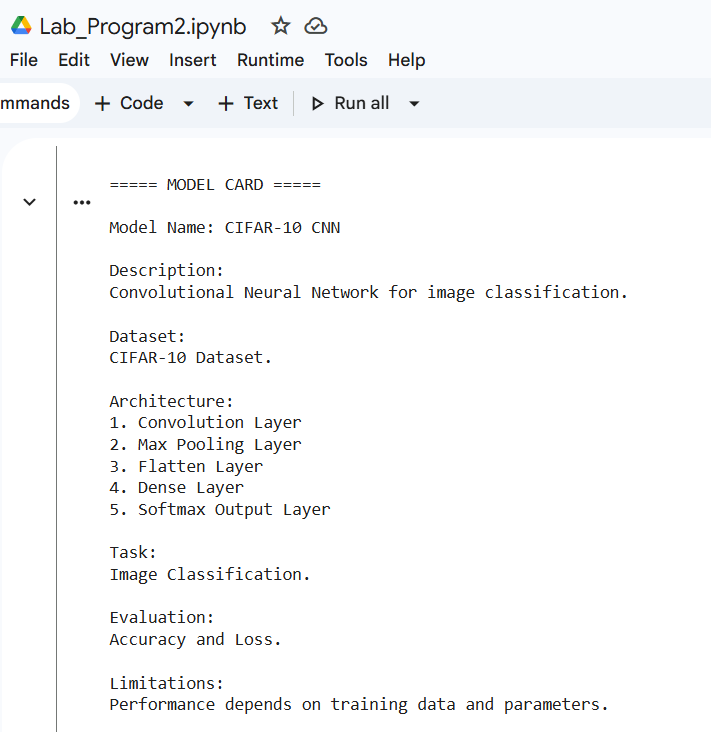 Lab_Program2.ipynb
File Edit View Insert Runtime Tools Help
mmands + Code + Text Run all
===== MODEL CARD =====
Model Name: CIFAR-10 CNN
Description:
Convolutional Neural Network for image classification.
Dataset:
CIFAR-10 Dataset.
Architecture:
1. Convolution Layer
2. Max Pooling Layer
3. Flatten Layer
4. Dense Layer
5. Softmax Output Layer
Task:
Image Classification.
Evaluation:
Accuracy and Loss.
Limitations:
Performance depends on training data and parameters.